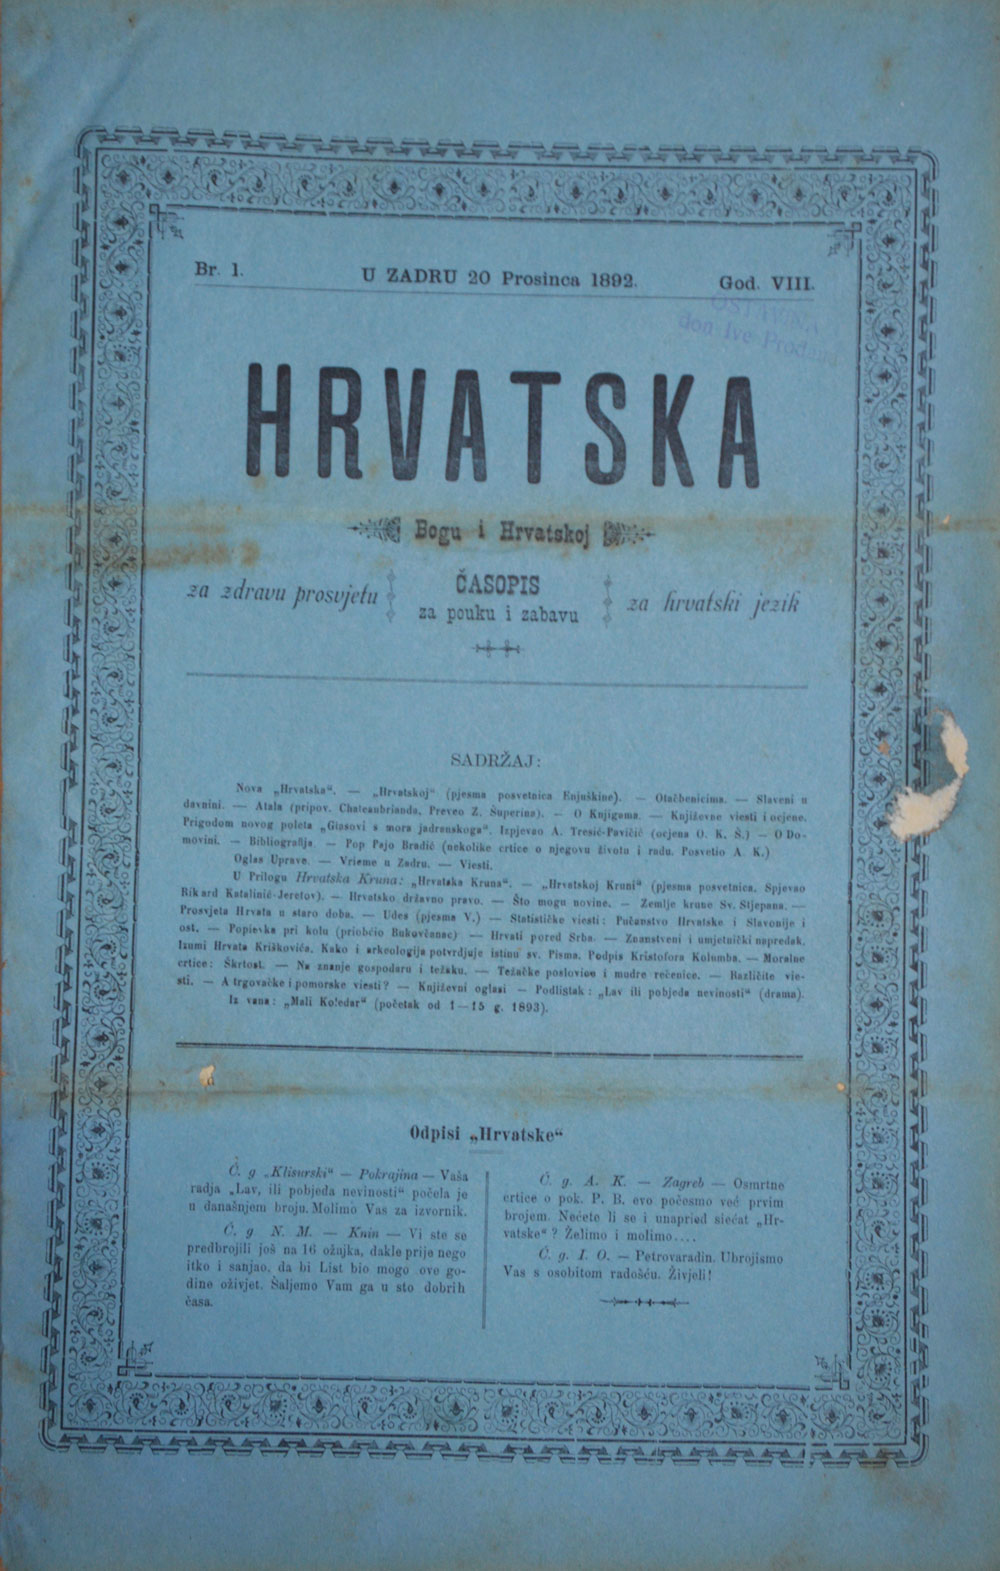 Br. 1.
U ZADRU 20 Prosinca 1892.
God. VIII.
OSTAVINA
don Ive Prodana
HRVATSKA
Bogu i Hrvatskoj
za zdravu prosvjetu
ČASOPIS
za pouku i zabavu
za hrvatski jezik
SADRŽAJ:
Nova „Hrvatska“. — „Hrvatskoj“ (pjesma posvetnica Enjuškine). — Otačbenicima. — Slaveni u
davnini. — Atala (pripov. Chateaubrianda, Preveo Z. Šuperina). — O Knjigama. — Književne viesti i ocjene.
Prigodom novog poleta „Glasovi s mora jadranskoga“. Izpjevao A. Tresić-Pavičić (ocjena O. K. Š.) — O Do-
movini. — Bibliografija. — Pop Pajo Bradić (nekolike crtice o njegovu životu i radu. Posvetio A. K.)
Oglas Uprave. — Vrieme u Zadru. — Viesti.
U Prilogu Hrvatska Kruna: „Hrvatska Kruna“. — „Hrvatskoj Kruni“ (pjesma posvetnica. Spjevao
Rikard Katalinić-Jeretov). — Hrvatsko državno pravo. — Što mogu novine. — Zemlje krune Sv. Stjepana. —
Prosvjeta Hrvata u staro doba. — Udes (pjesma V.) — Statističke viesti: Pučanstvo Hrvatske i Slavonije i
ost. — Popievka pri kolu (priobćio Bukovčanac) — Hrvati pored Srba. — Znanstveni i umjetnički napredak.
Izumi Hrvata Kriškovića. Kako i arkeologija potvrdjuje istinu sv. Pisma. Podpis Kristofora Kolumba. — Moralne
crtice: Škrtost. — Na znanje gospodaru i težaku. — Težačke poslovice i mudre rečenice. — Različite vie-
sti. — A trgovačke i pomorske viesti? — Književni oglasi — Podlistak: „Lav ili pobjeda nevinosti“ (drama).
Iz vana: „Mali Koledar“ (početak od 1—15 g. 1893).
Odpisi „Hrvatske“
Č. g „Klisurski“ — Pokrajina — Vaša
radja „Lav, ili pobjeda nevinosti“ počela je
u današnjem broju. Molimo Vas za izvornik.
Č. g N. M. — Knin — Vi ste se
predbrojili još na 16 ožujka, dakle prije nego
itko i sanjao, da bi List bio mogo ove go-
dine oživjet. Šaljemo Vam ga u sto dobrih
časa.
Č. g. A. K. — Zagreb — Osmrtne
crtice o pok. P. B. evo počesmo već prvim
brojem. Nećete li se i unapried siećat „Hr-
vatske“? Želimo i molimo....
Č. g. I. O. — Petrovaradin. Ubrojismo
Vas s osobitom radošću. Živjeli!